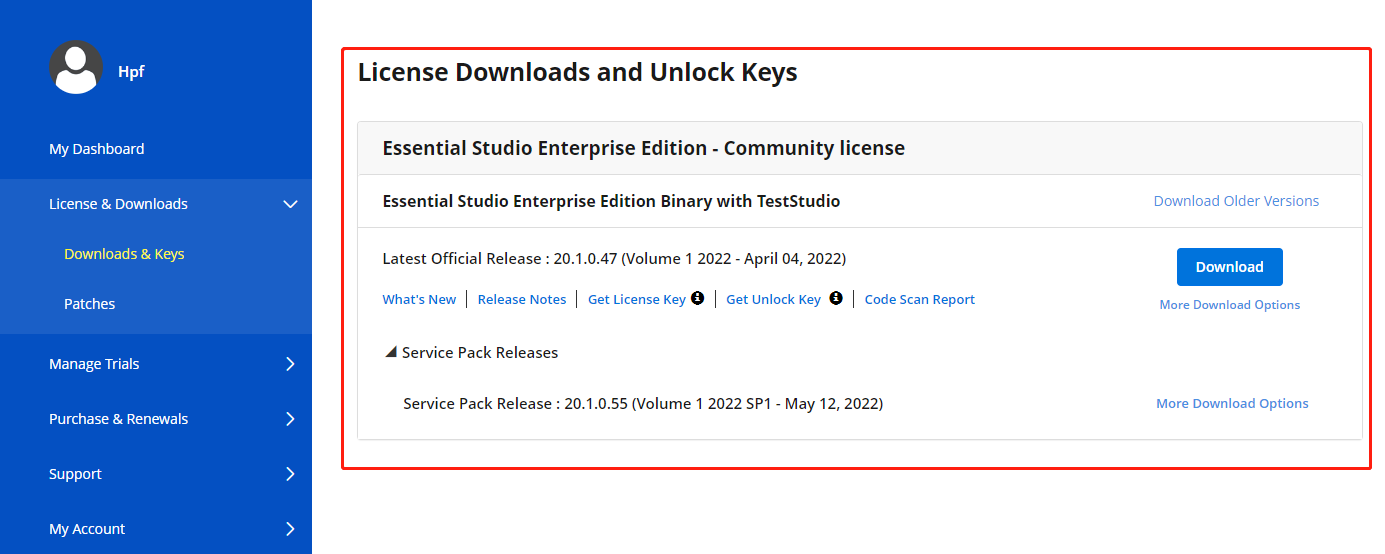 Hpf
My Dashboard
License & Downloads
Downloads & Keys
Patches
Manage Trials
Purchase & Renewals
Support
My Account
License Downloads and Unlock Keys
Essential Studio Enterprise Edition - Community license
Essential Studio Enterprise Edition Binary with TestStudio
Download Older Versions
Latest Official Release : 20.1.0.47 (Volume 1 2022 - April 04, 2022)
Download
What's New | Release Notes | Get License Key | Get Unlock Key | Code Scan Report
More Download Options
Service Pack Releases
Service Pack Release : 20.1.0.55 (Volume 1 2022 SP1 - May 12, 2022)
More Download Options